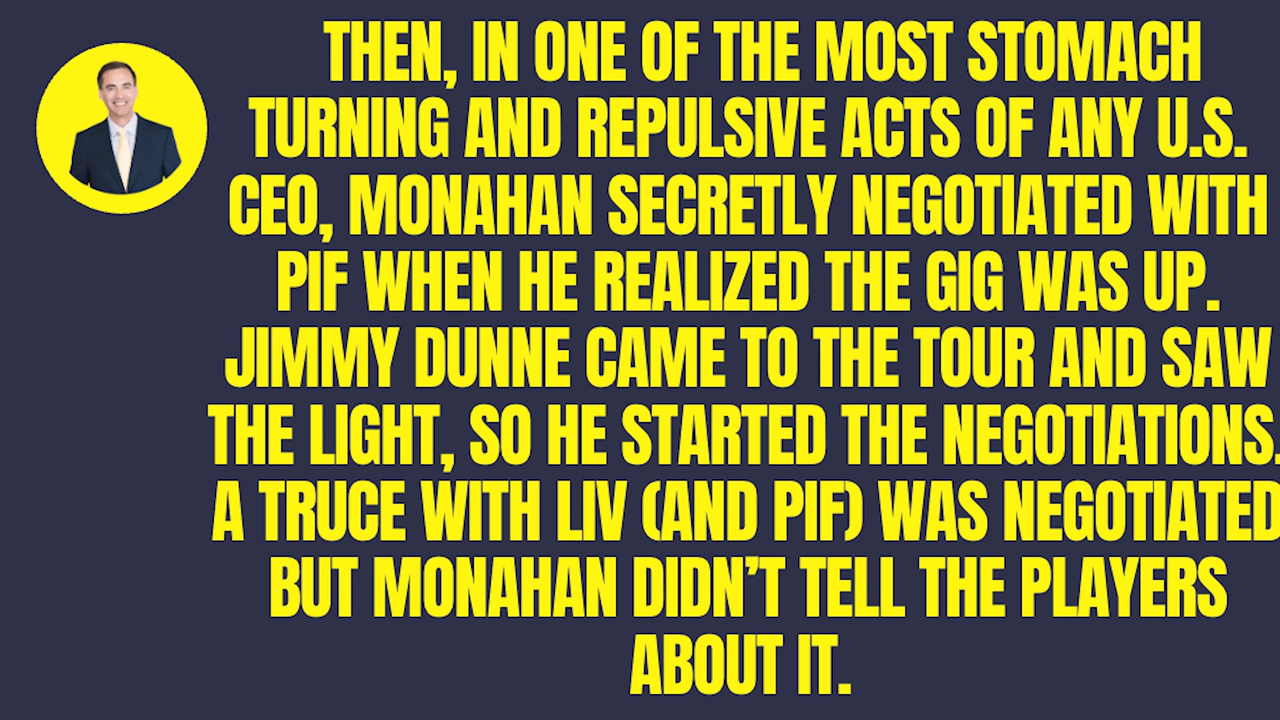 THEN, IN ONE OF THE MOST STOMACH
TURNING AND REPULSIVE ACTS OF ANY U.S.
CEO, MONAHAN SECRETLY NEGOTIATED WITH
PIF WHEN HE REALIZED THE GIG WAS UP.
JIMMY DUNNE CAME TO THE TOUR AND SAW
THE LIGHT, SO HE STARTED THE NEGOTIATIONS.
A TRUCE WITH LIV (AND PIF) WAS NEGOTIATED
BUT MONAHAN DIDN'T TELL THE PLAYERS
ABOUT IT.